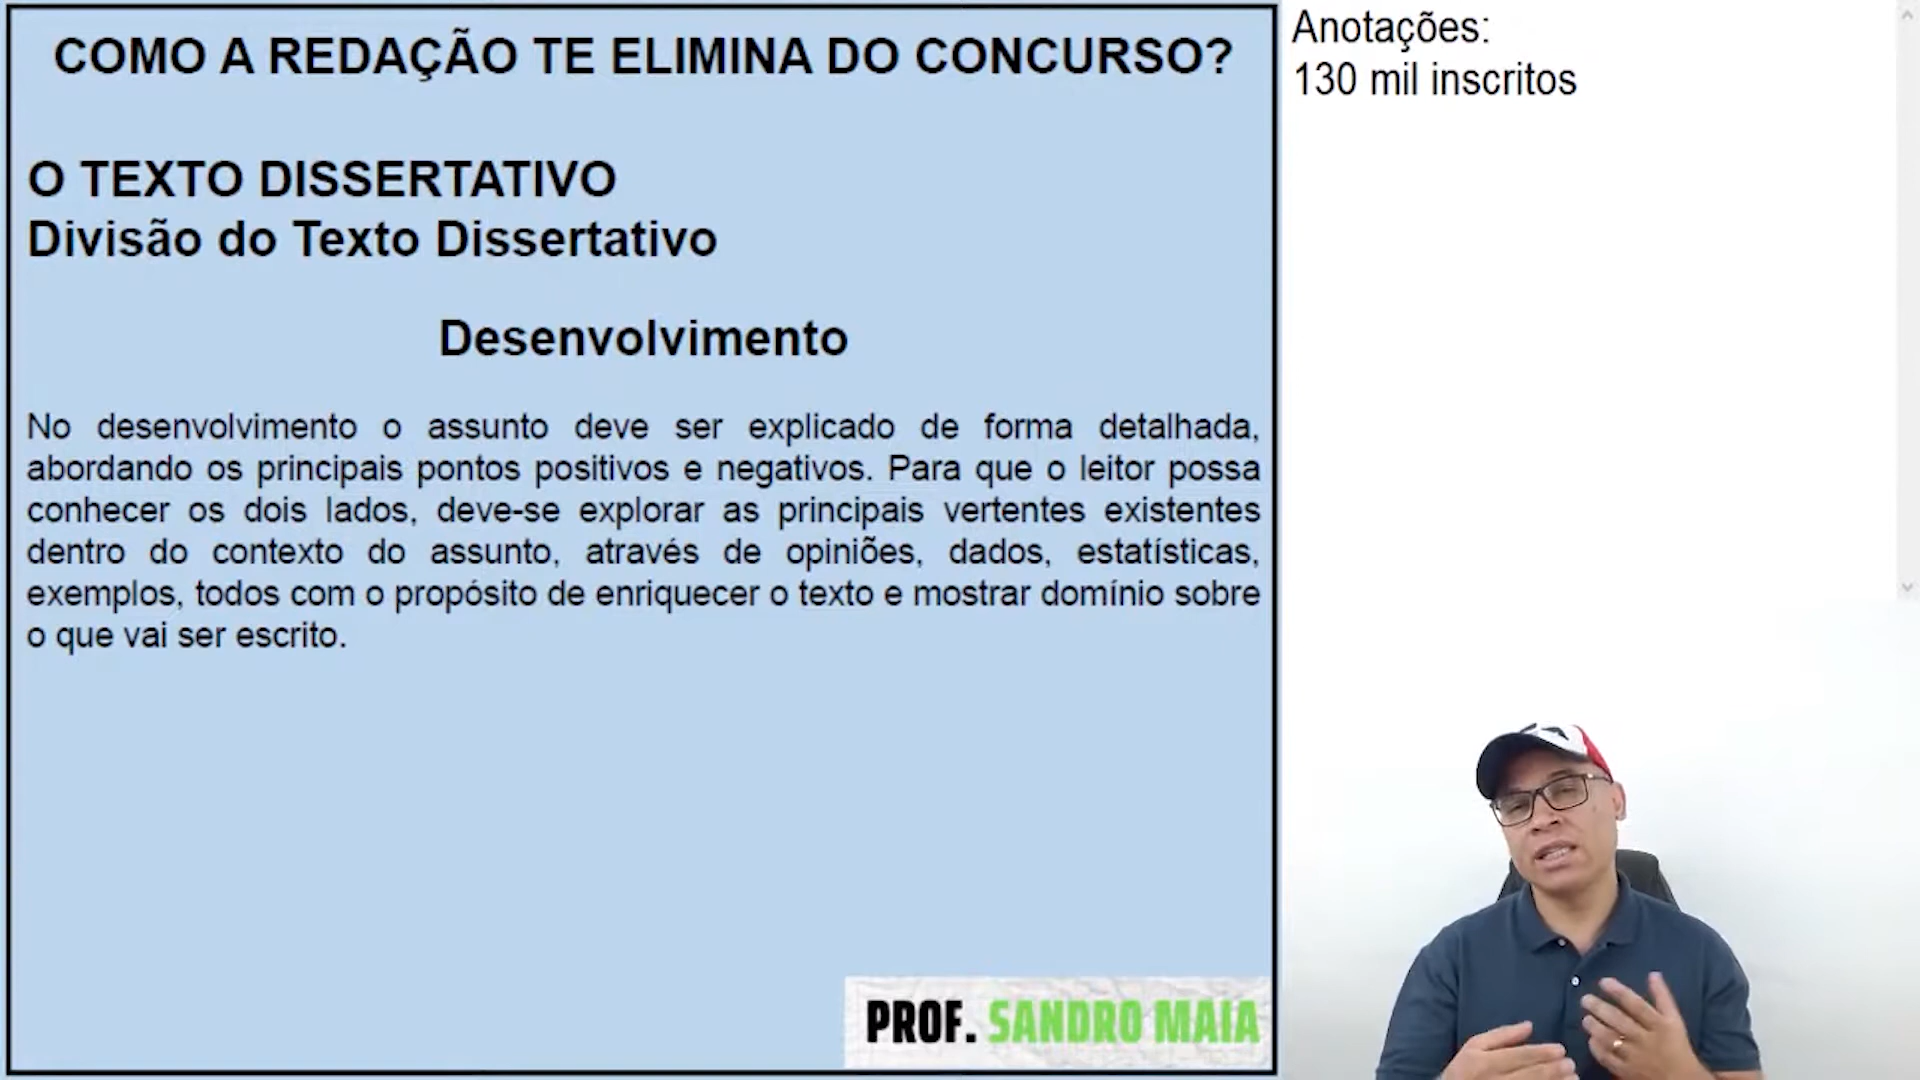 COMO A REDAÇÃO TE ELIMINA DO CONCURSO?
O TEXTO DISSERTATIVO
Divisão do Texto Dissertativo
Desenvolvimento
No desenvolvimento o assunto deve ser explicado de forma detalhada,
abordando os principais pontos positivos e negativos. Para que o leitor possa
conhecer os dois lados, deve-se explorar as principais vertentes existentes
dentro do contexto do assunto, através de opiniões, dados, estatísticas,
exemplos, todos com o propósito de enriquecer o texto e mostrar domínio sobre
o que vai ser escrito.
PROF. SANDRO MAIA
Anotações:
130 mil inscritos